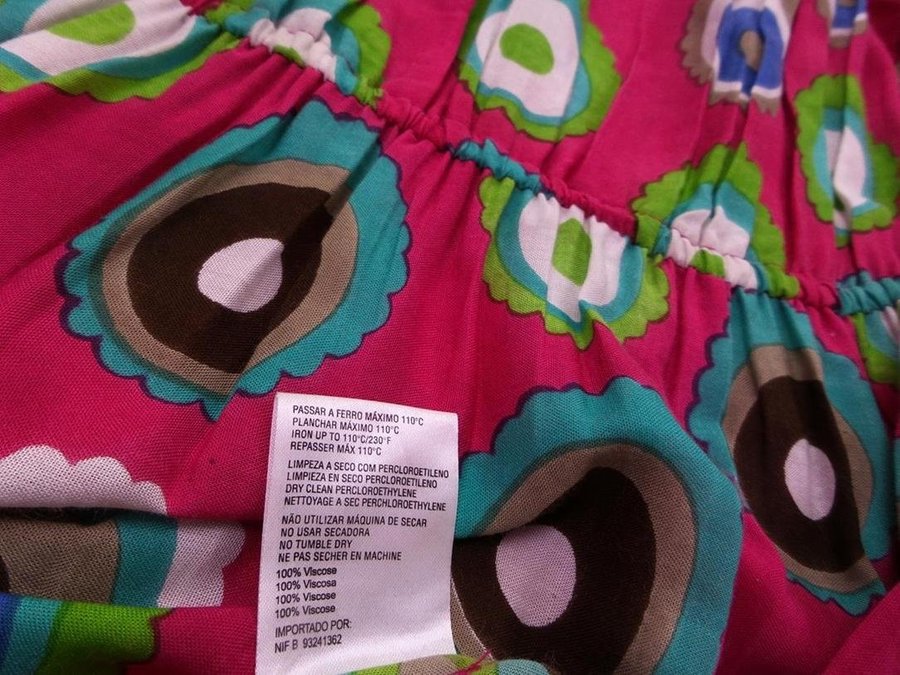 PASSAR A FERRO MÁXIMO 110°C
PLANCHAR MÁXIMO 110°C
IRON UP TO 110°C/230°F
REPASSER MÁX 110°C
LIMPEZA A SECO COM PERCLOROETILENO
LIMPIEZA EN SECO PERCLOROETILENO
DRY CLEAN PERCLOROETHYLENE
NETTOYAGE A SEC PERCHLOROETHYLENE
NÃO UTILIZAR MÁQUINA DE SECAR
NO USAR SECADORA
NO TUMBLE DRY
NE PAS SECHER EN MACHINE
100% Viscose
100% Viscosa
100% Viscose
100% Viscose
IMPORTADO POR:
NIF B 93241362